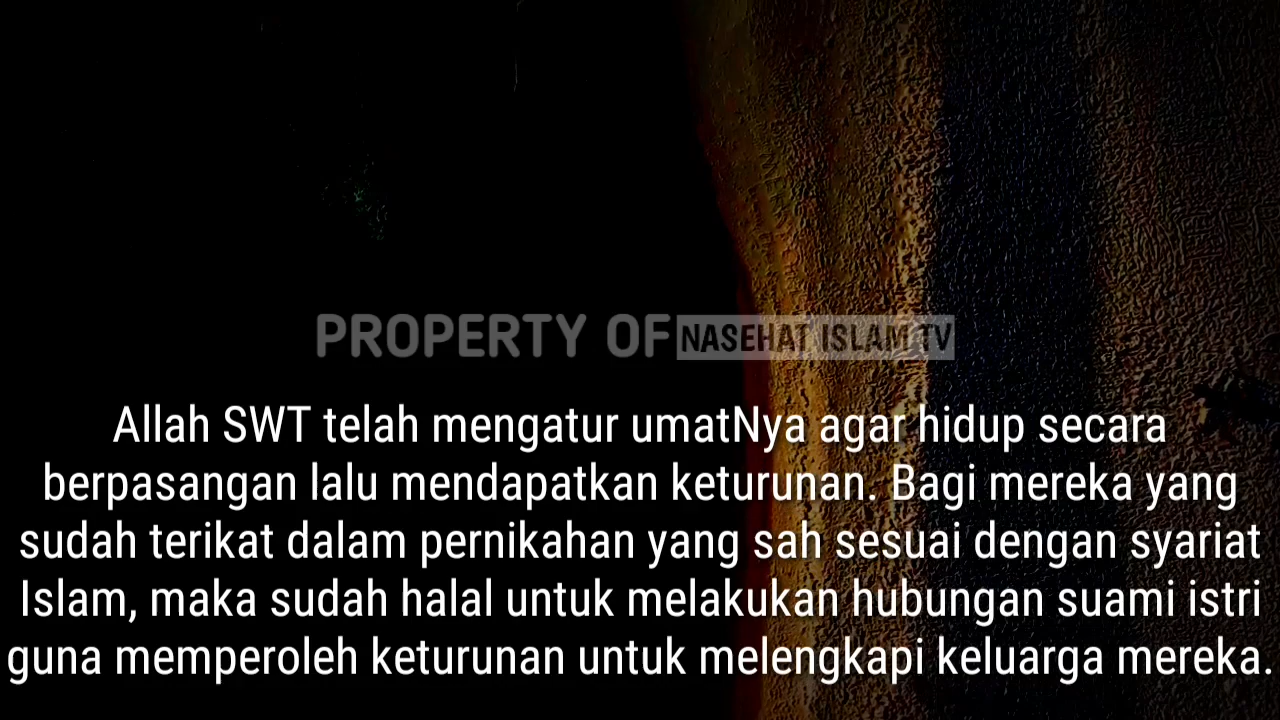 PROPERTY OF NASEHAT ISLAM TV
Allah SWT telah mengatur umatNya agar hidup secara
berpasangan lalu mendapatkan keturunan. Bagi mereka yang
sudah terikat dalam pernikahan yang sah sesuai dengan syariat
Islam, maka sudah halal untuk melakukan hubungan suami istri
guna memperoleh keturunan untuk melengkapi keluarga mereka.